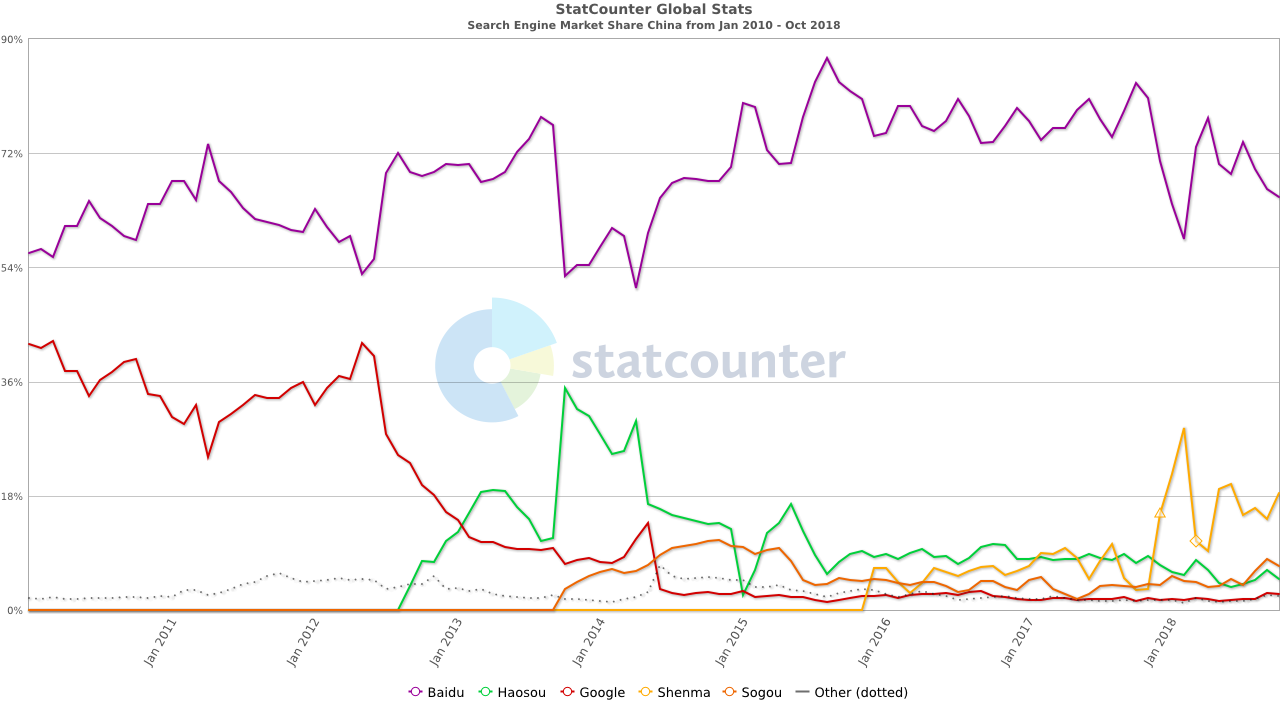 StatCounter Global Stats
Search Engine Market Share China from Jan 2010 - Oct 2018
90%
72%
54%
36%
18%
0%
statcounter
Jan 2011
Jan 2012
Jan 2013
Jan 2014
Jan 2015
Jan 2016
Jan 2017
Jan 2018
Baidu Haosou Google Shenma Sogou Other (dotted)